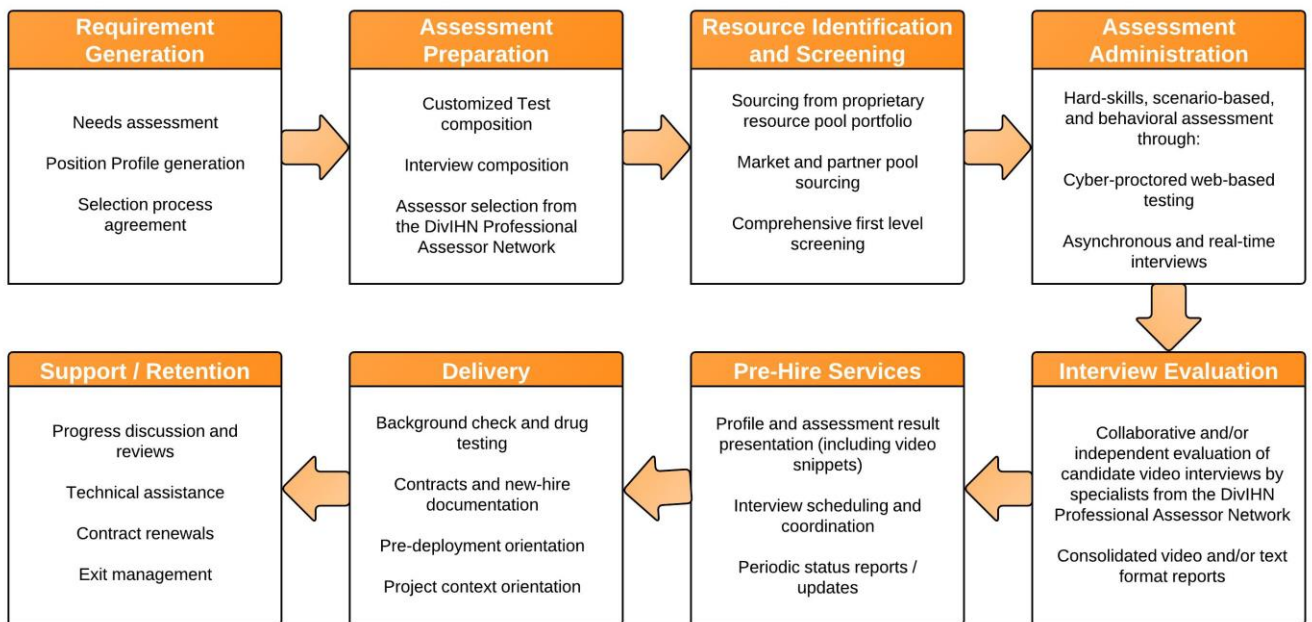 Requirement
Generation
Needs assessment
Position Profile generation
Selection process
agreement
Assessment
Preparation
Customized Test
composition
Interview composition
Assessor selection from
the DivIHN Professional
Assessor Network
Resource Identification
and Screening
Sourcing from proprietary
resource pool portfolio
Market and partner pool
sourcing
Comprehensive first level
screening
Assessment
Administration
Hard-skills, scenario-based,
and behavioral assessment
through:
Cyber-proctored web-based
testing
Asynchronous and real-time
interviews
Interview Evaluation
Collaborative and/or
independent evaluation of
candidate video interviews by
specialists from the DivIHN
Professional Assessor Network
Consolidated video and/or text
format reports
Pre-Hire Services
Profile and assessment result
presentation (including video
snippets)
Interview scheduling and
coordination
Periodic status reports /
updates
Delivery
Background check and drug
testing
Contracts and new-hire
documentation
Pre-deployment orientation
Project context orientation
Support / Retention
Progress discussion and
reviews
Technical assistance
Contract renewals
Exit management